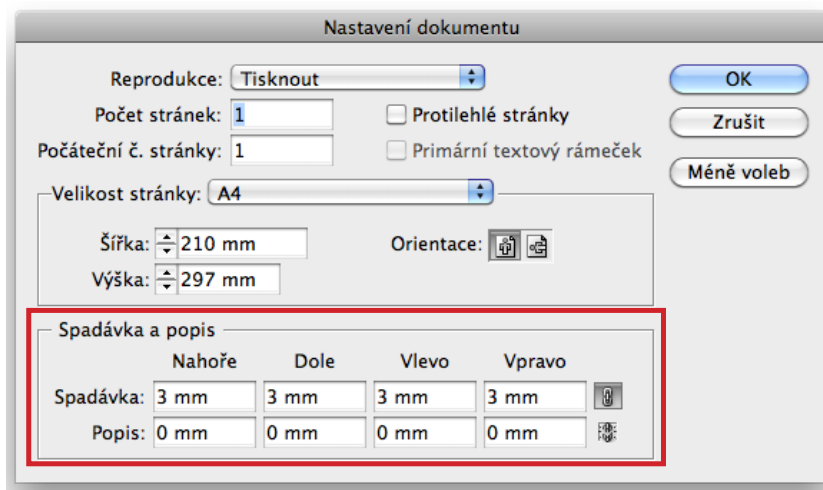 Nastavení dokumentu
Reprodukce: Tisknout
OK
Počet stránek: 1
Protilehlé stránky
Zrušit
Počáteční č. stránky: 1
Primární textový rámeček
Méně voleb
Velikost stránky: A4
Šířka: 210 mm
Orientace:
Výška: 297 mm
Spadávka a popis
Nahoře Dole Vlevo Vpravo
Spadávka: 3 mm 3 mm 3 mm 3 mm
Popis: 0 mm 0 mm 0 mm 0 mm